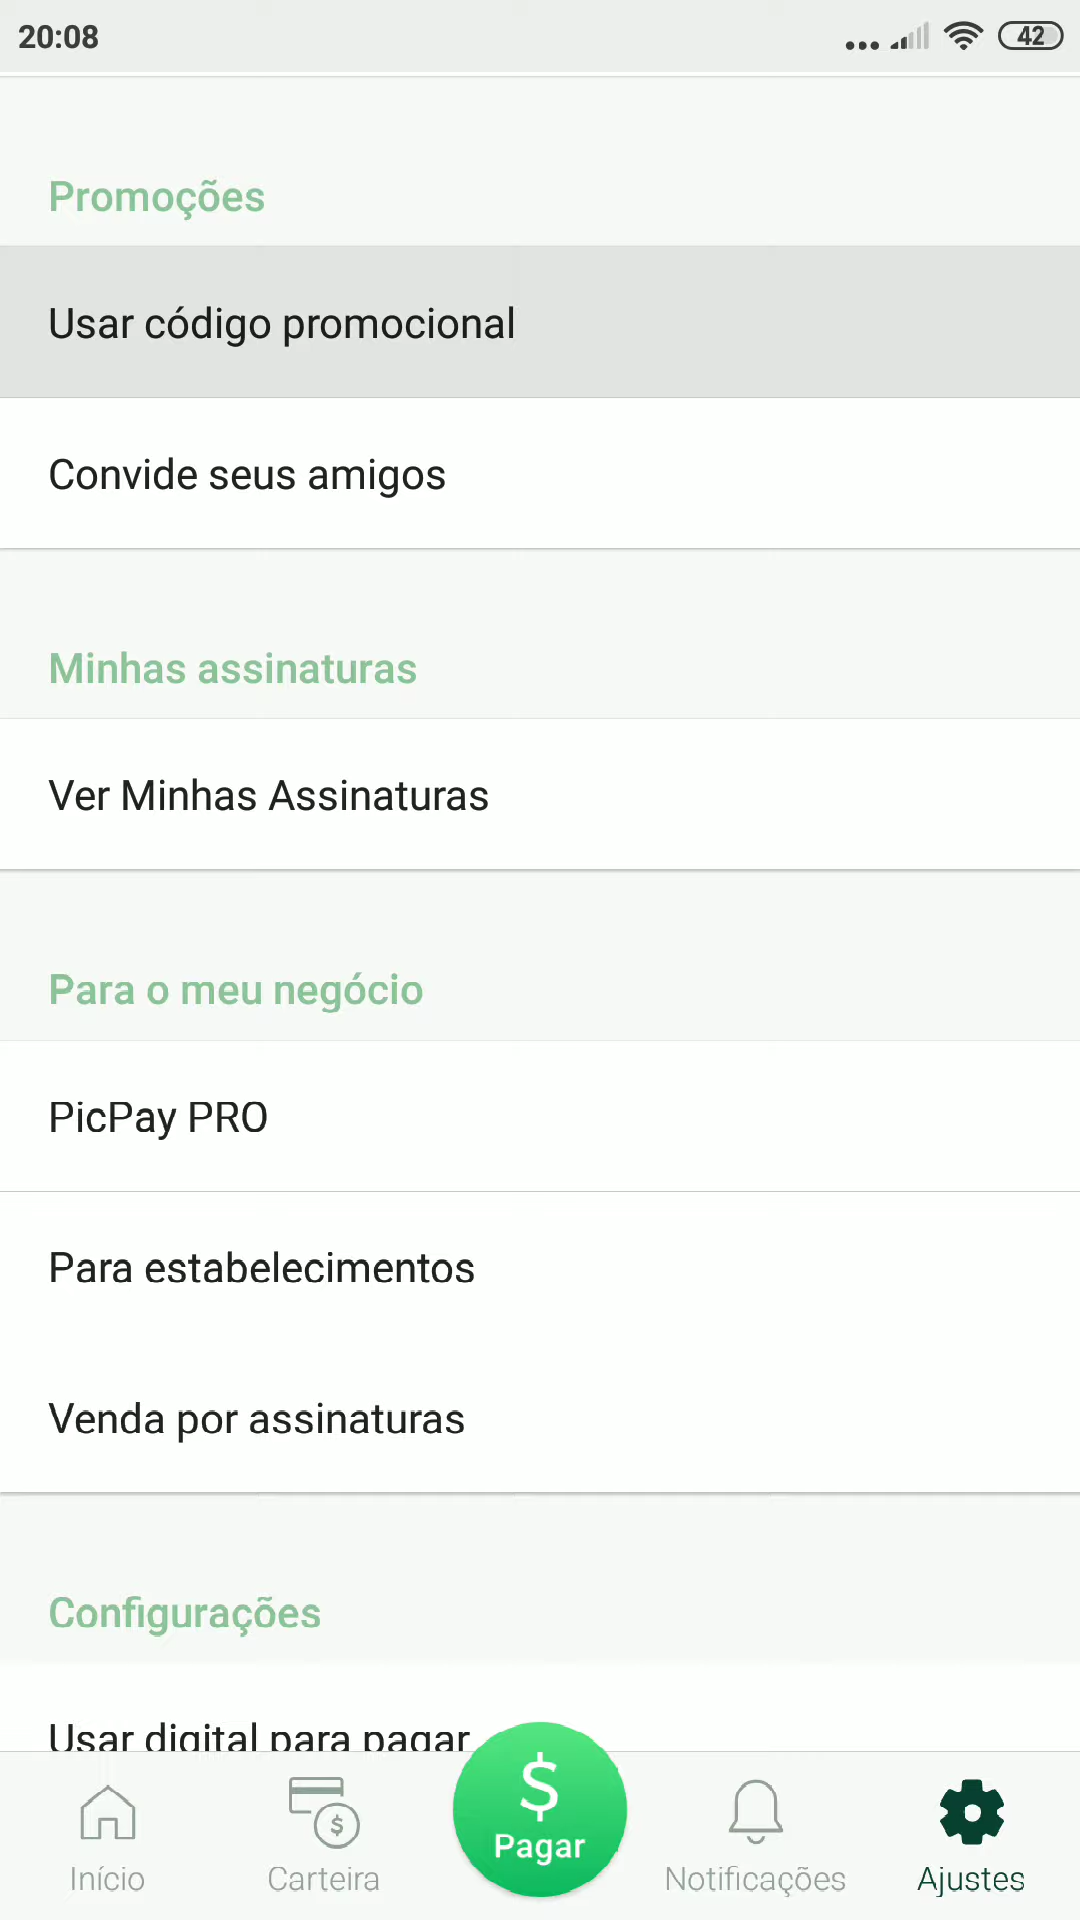 20:08
42
Promoções
Usar código promocional
Convide seus amigos
Minhas assinaturas
Ver Minhas Assinaturas
Para o meu negócio
PicPay PRO
Para estabelecimentos
Venda por assinaturas
Configurações
Usar digital para pagar
$
$
Pagar
Início
Carteira
Notificações
Ajustes